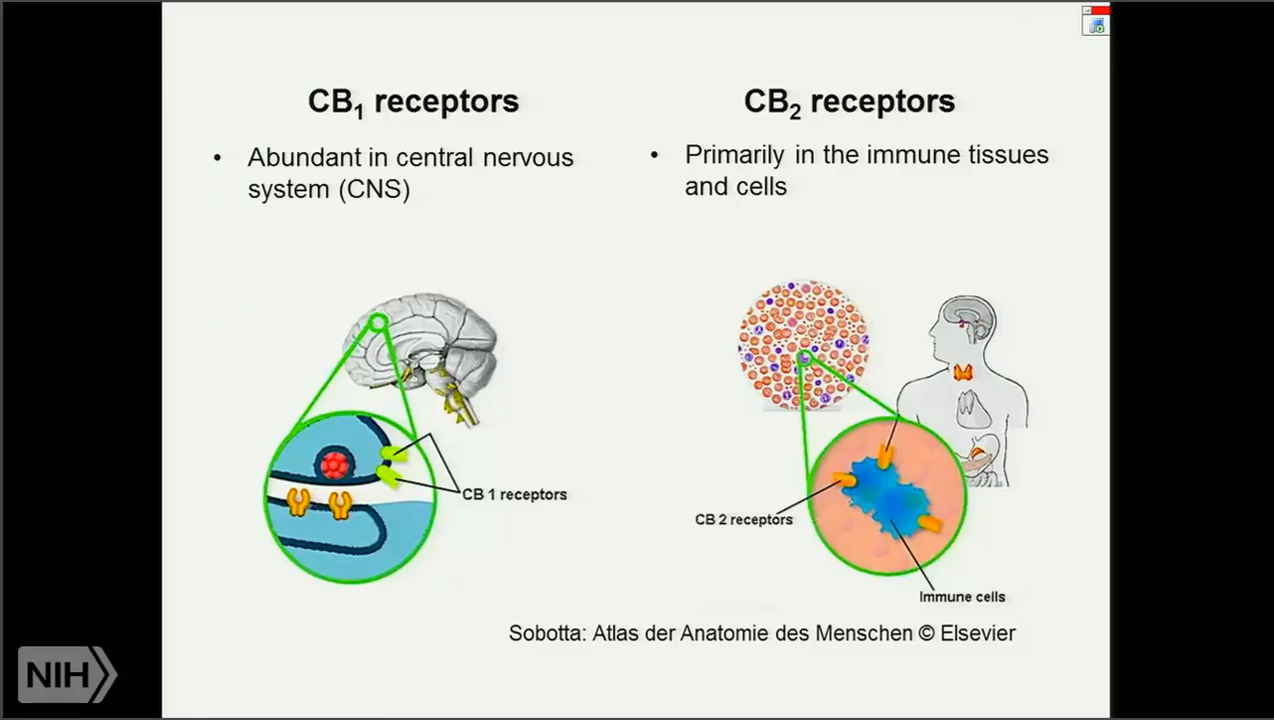 CB1 receptors
• Abundant in central nervous
system (CNS)
CB 1 receptors
CB2 receptors
• Primarily in the immune tissues
and cells
CB 2 receptors
Immune cells
Sobotta: Atlas der Anatomie des Menschen © Elsevier
NIH